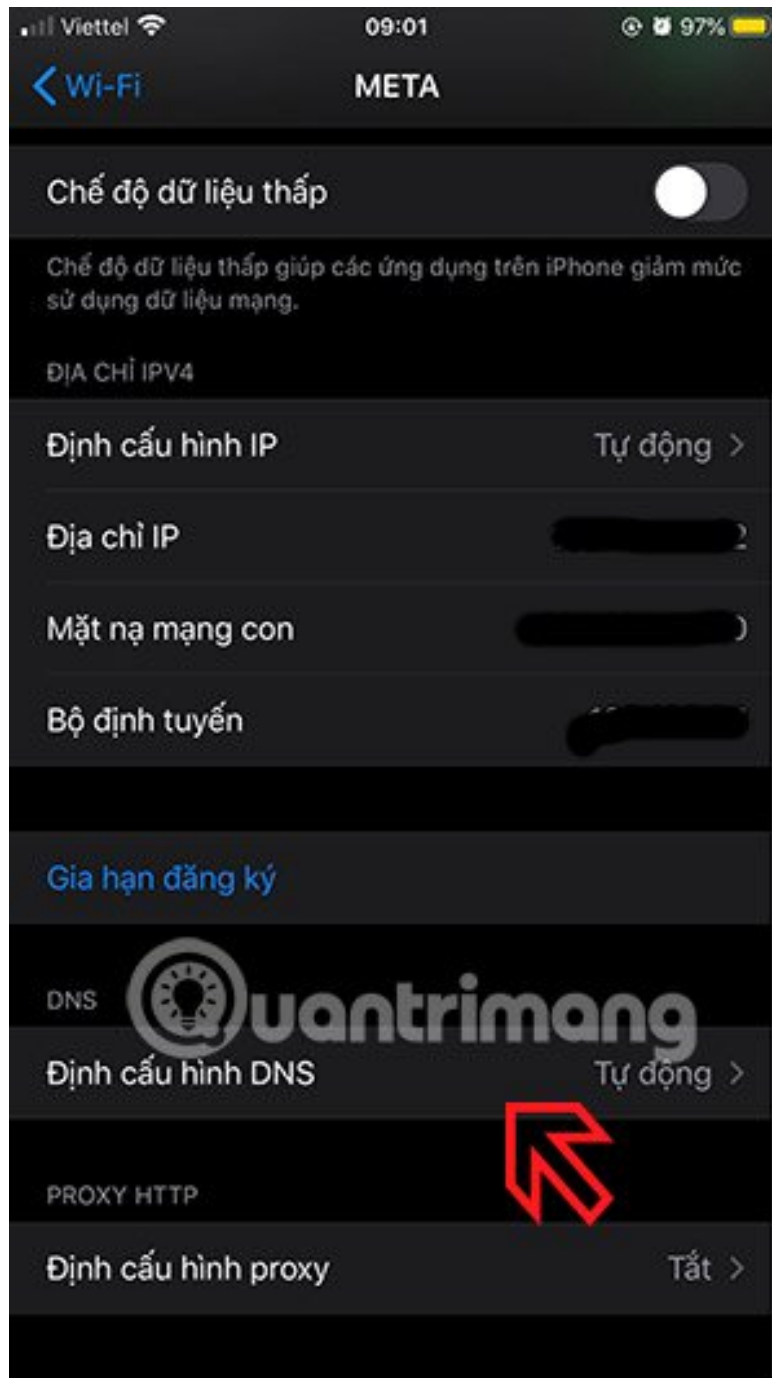 Viettel 09:01 97%
Wi-Fi META
Chế độ dữ liệu thấp
Chế độ dữ liệu thấp giúp các ứng dụng trên iPhone giảm mức
sử dụng dữ liệu mạng.
ĐỊA CHỈ IPV4
Định cấu hình IP Tự động
Địa chỉ IP
Mặt nạ mạng con
Bộ định tuyến
Gia hạn đăng ký
Quantrimang
DNS
Định cấu hình DNS Tự động
PROXY HTTP
Định cấu hình proxy Tắt